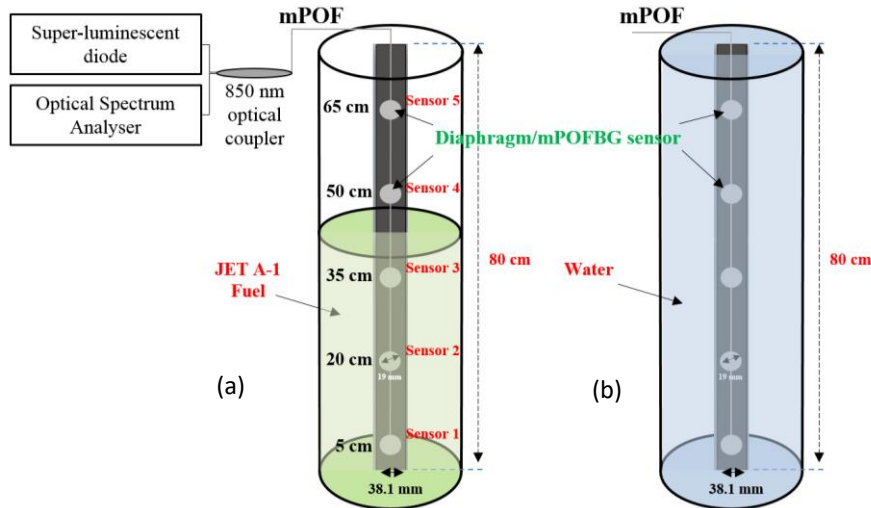 mPOF
Super-luminescent
diode
Optical Spectrum
Analyser
850 nm
optical
coupler
65 cm
Sensor 5
Diaphragm/mPOFBG sensor
50 cm
Sensor 4
JET A-1
Fuel
35 cm
Sensor 3
80 cm
20 cm
Sensor 2
19 mm
(a)
5 cm
Sensor 1
38.1 mm
mPOF
Water
80 cm
19 mm
(b)
38.1 mm